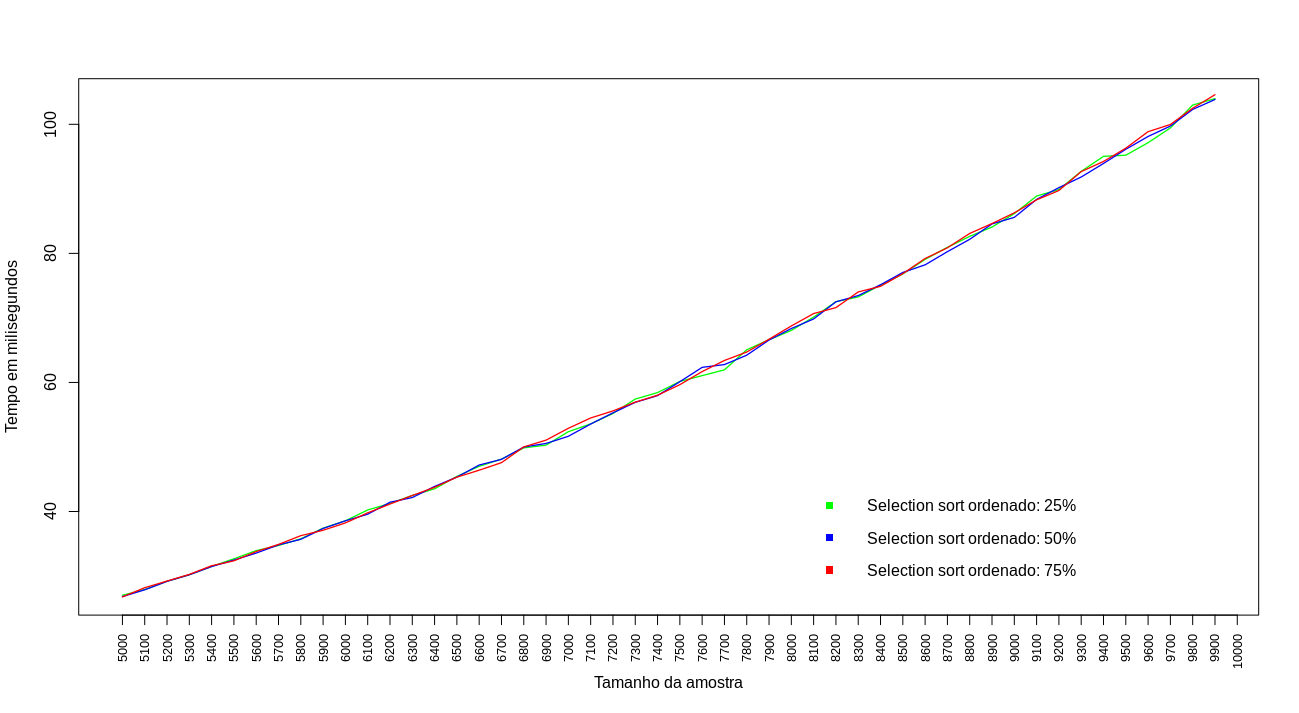 100
80
60
40
Tempo em milisegundos
Selection sort ordenado: 25%
Selection sort ordenado: 50%
Selection sort ordenado: 75%
5000 5100 5200 5300 5400 5500 5600 5700 5800 5900 6000 6100 6200 6300 6400 6500 6600 6700 6800 6900 7000 7100 7200 7300 7400 7500 7600 7700 7800 7900 8000 8100 8200 8300 8400 8500 8600 8700 8800 8900 9000 9100 9200 9300 9400 9500 9600 9700 9800 9900 10000
Tamanho da amostra